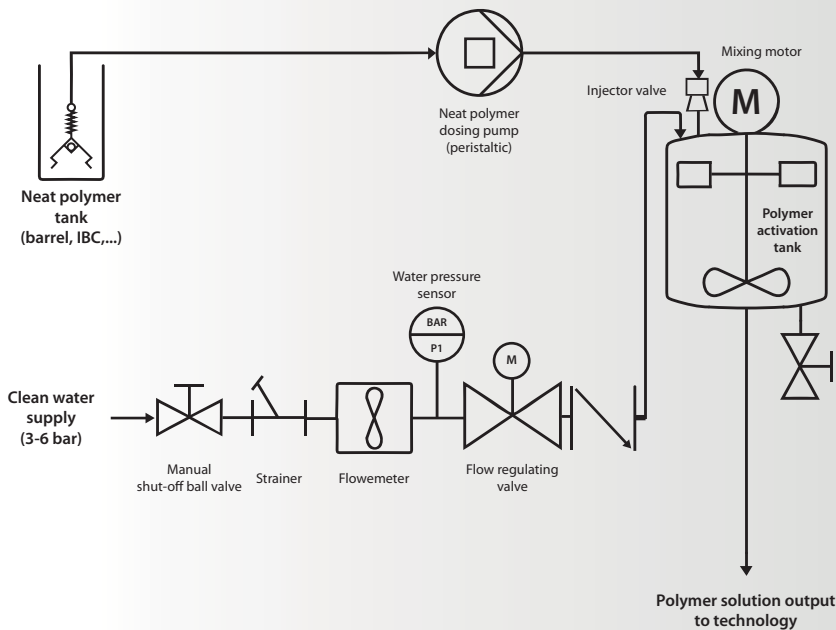 Mixing motor
Injector valve
M
Neat polymer
dosing pump
(peristaltic)
Neat polymer
tank
(barrel, IBC,...)
Polymer
activation
tank
Water pressure
sensor
BAR
P1
M
Clean water
supply
(3-6 bar)
Manual
shut-off ball valve
Strainer
Flowemeter
Flow regulating
valve
Polymer solution output
to technology